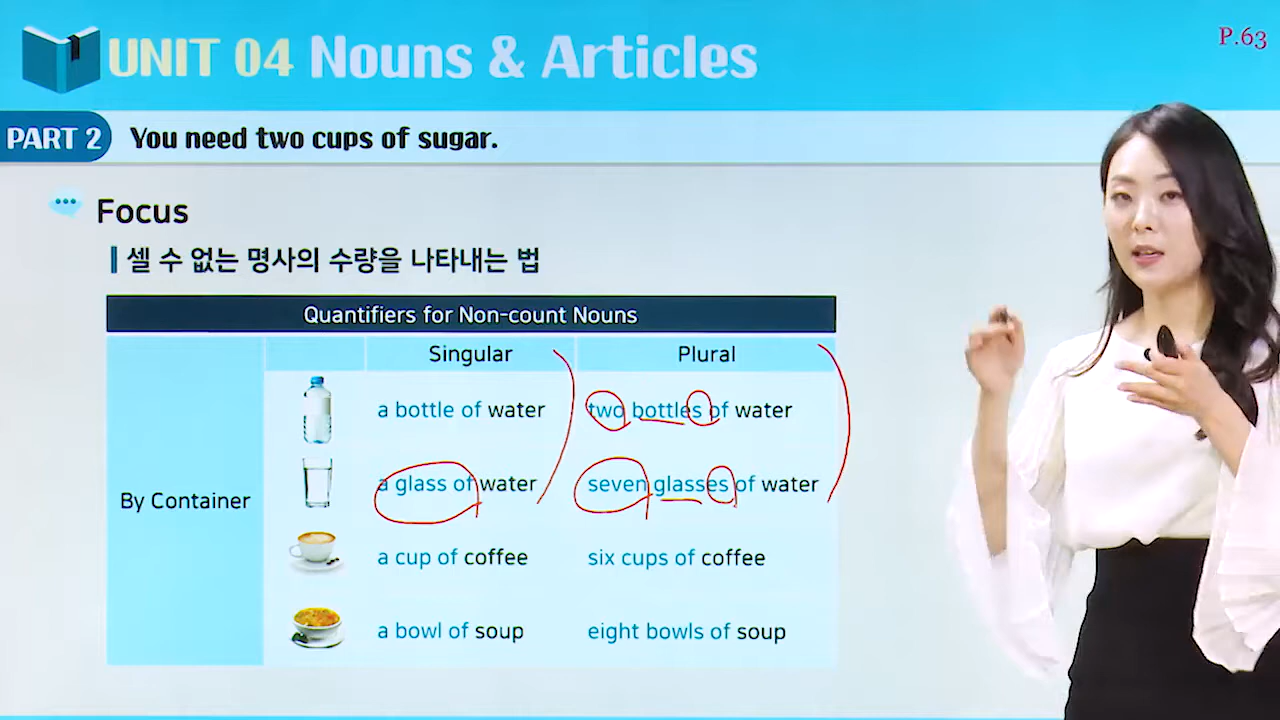 P.63
UNIT 04 Nouns & Articles
PART 2 You need two cups of sugar.
Focus
셀 수 없는 명사의 수량을 나타내는 법
Quantifiers for Non-count Nouns
Singular Plural
By Container
a bottle of water two bottles of water
a glass of water seven glasses of water
a cup of coffee six cups of coffee
a bowl of soup eight bowls of soup